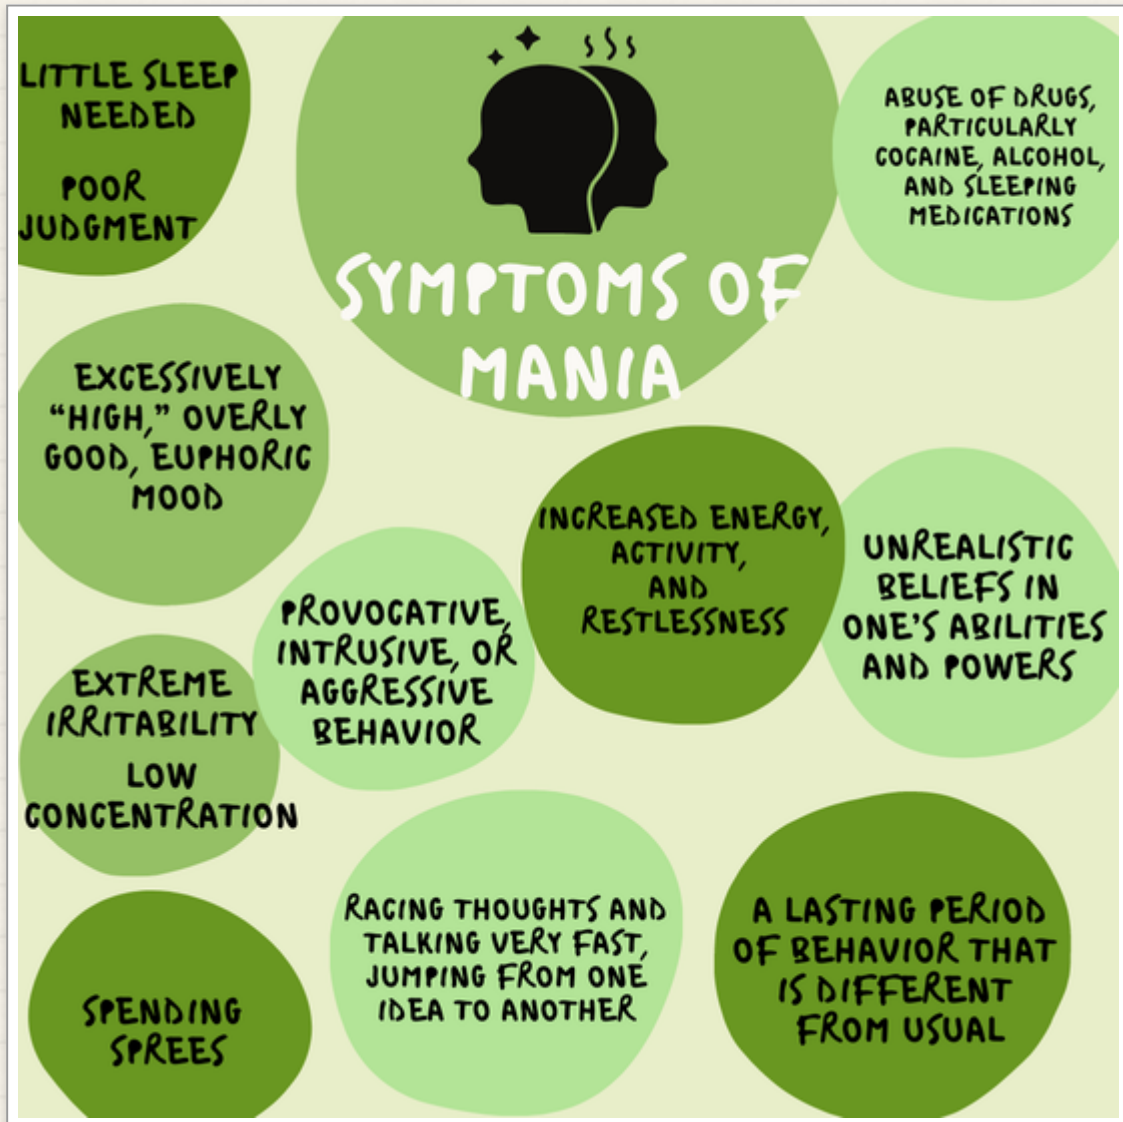 LITTLE SLEEP
NEEDED
POOR
JUDGMENT
SYMPTOMS OF
MANIA
ABUSE OF DRUGS,
PARTICULARLY
COCAINE, ALCOHOL,
AND SLEEPING
MEDICATIONS
EXCESSIVELY
“HIGH,” OVERLY
GOOD, EUPHORIC
MOOD
INCREASED ENERGY,
ACTIVITY,
AND
RESTLESSNESS
UNREALISTIC
BELIEFS IN
ONE’S ABILITIES
AND POWERS
PROVOCATIVE,
INTRUSIVE, OR
AGGRESSIVE
BEHAVIOR
EXTREME
IRRITABILITY
LOW
CONCENTRATION
SPENDING
SPREES
RACING THOUGHTS AND
TALKING VERY FAST,
JUMPING FROM ONE
IDEA TO ANOTHER
A LASTING PERIOD
OF BEHAVIOR THAT
IS DIFFERENT
FROM USUAL